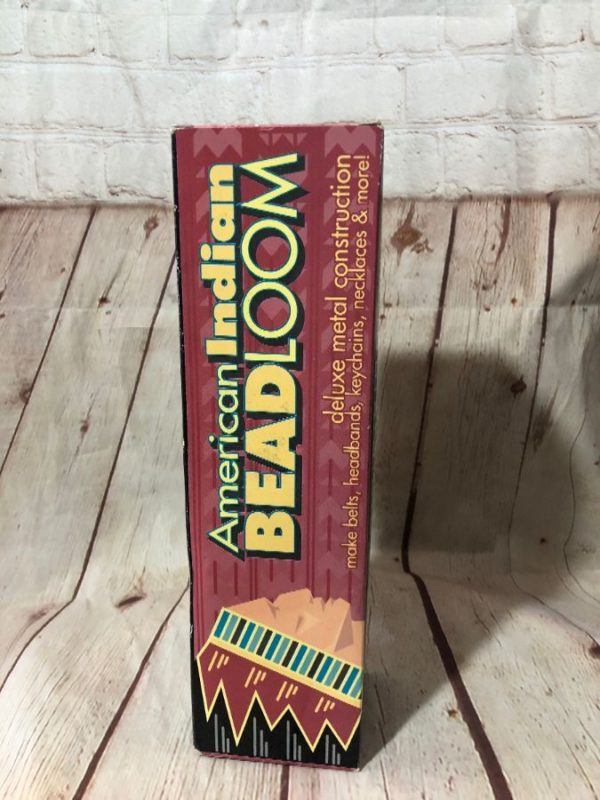 American Indian
BEADLOOM
deluxe metal construction
make belts, headbands, keychains, necklaces & more!